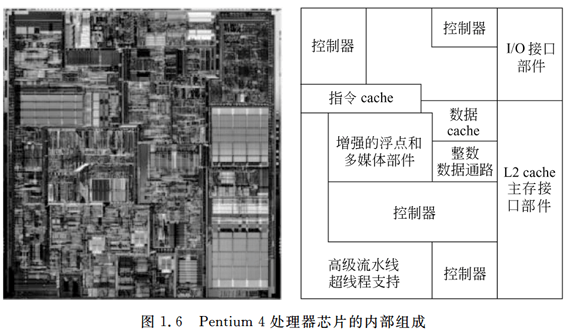 控制器
控制器
I/O 接口
部件
指令 cache
数据
cache
增强的浮点和
多媒体部件
整数
数据通路
L2 cache
主存接
口部件
控制器
高级流水线
超线程支持
控制器
图 1.6 Pentium 4 处理器芯片的内部组成